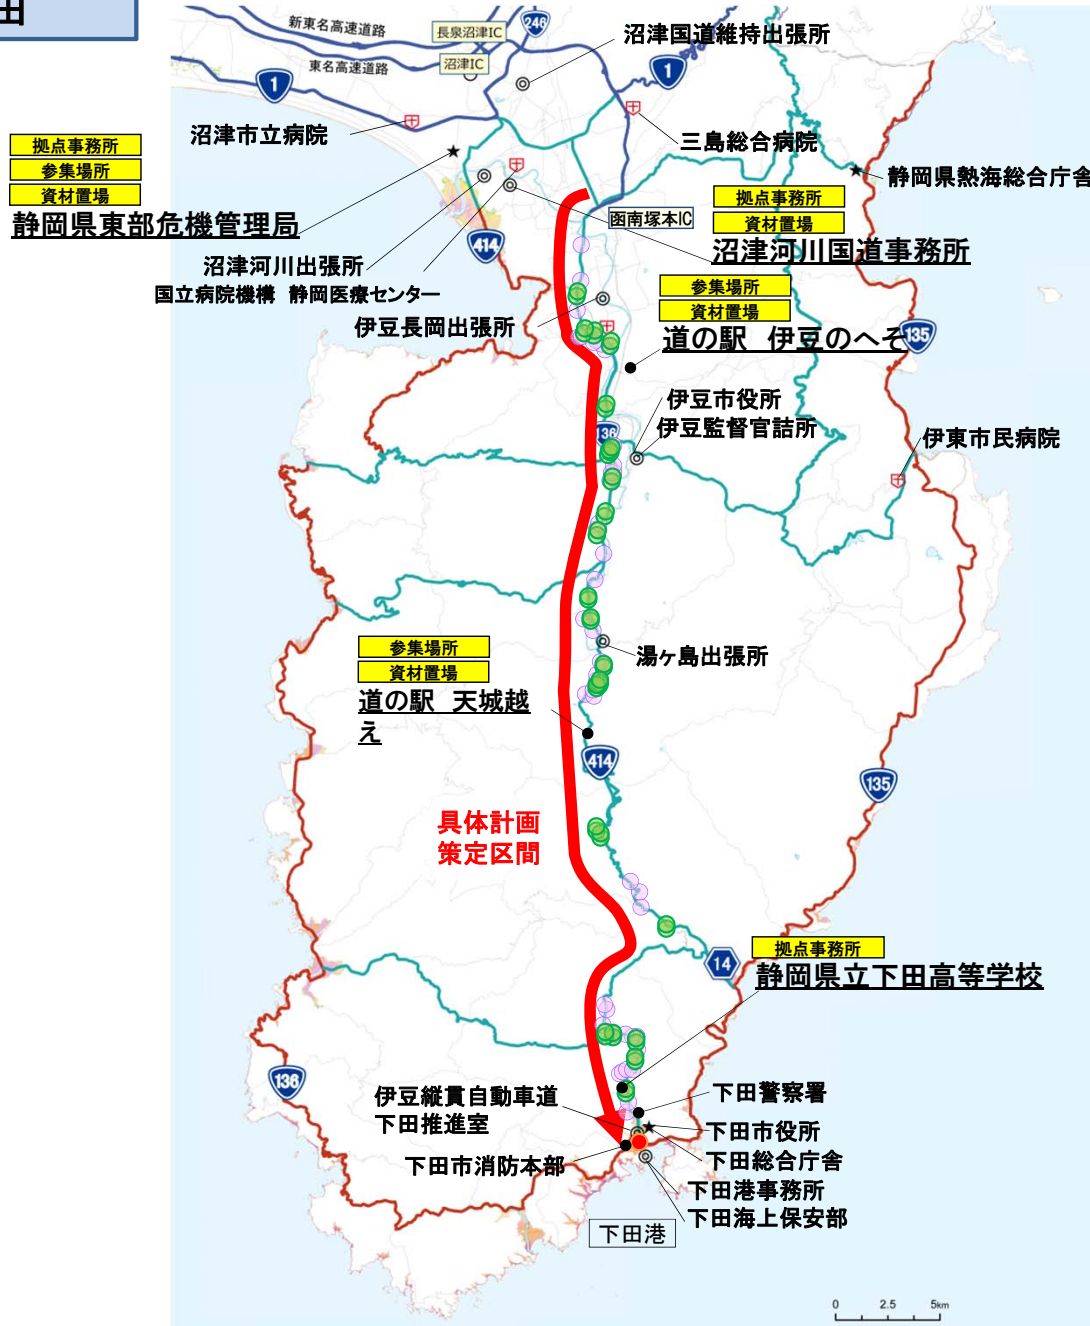 田
新東名高速道路
長泉沼津IC
246
沼津国道維持出張所
東名高速道路
沼津IC
1
1
拠点事務所
参集場所
資材置場
静岡県東部危機管理局
沼津市立病院
三島総合病院
静岡県熱海総合庁舎
拠点事務所
資材置場
沼津河川国道事務所
函南塚本IC
414
沼津河川出張所
国立病院機構 静岡医療センター
伊豆長岡出張所
参集場所
資材置場
道の駅 伊豆のへそ
135
伊豆市役所
伊豆監督官詰所
136
伊東市民病院
参集場所
資材置場
道の駅 天城越
え
湯ヶ島出張所
414
135
具体計画
策定区間
拠点事務所
静岡県立下田高等学校
14
136
伊豆縦貫自動車道
下田推進室
下田市消防本部
下田警察署
下田市役所
下田総合庁舎
下田港事務所
下田海上保安部
下田港
0 2.5 5km